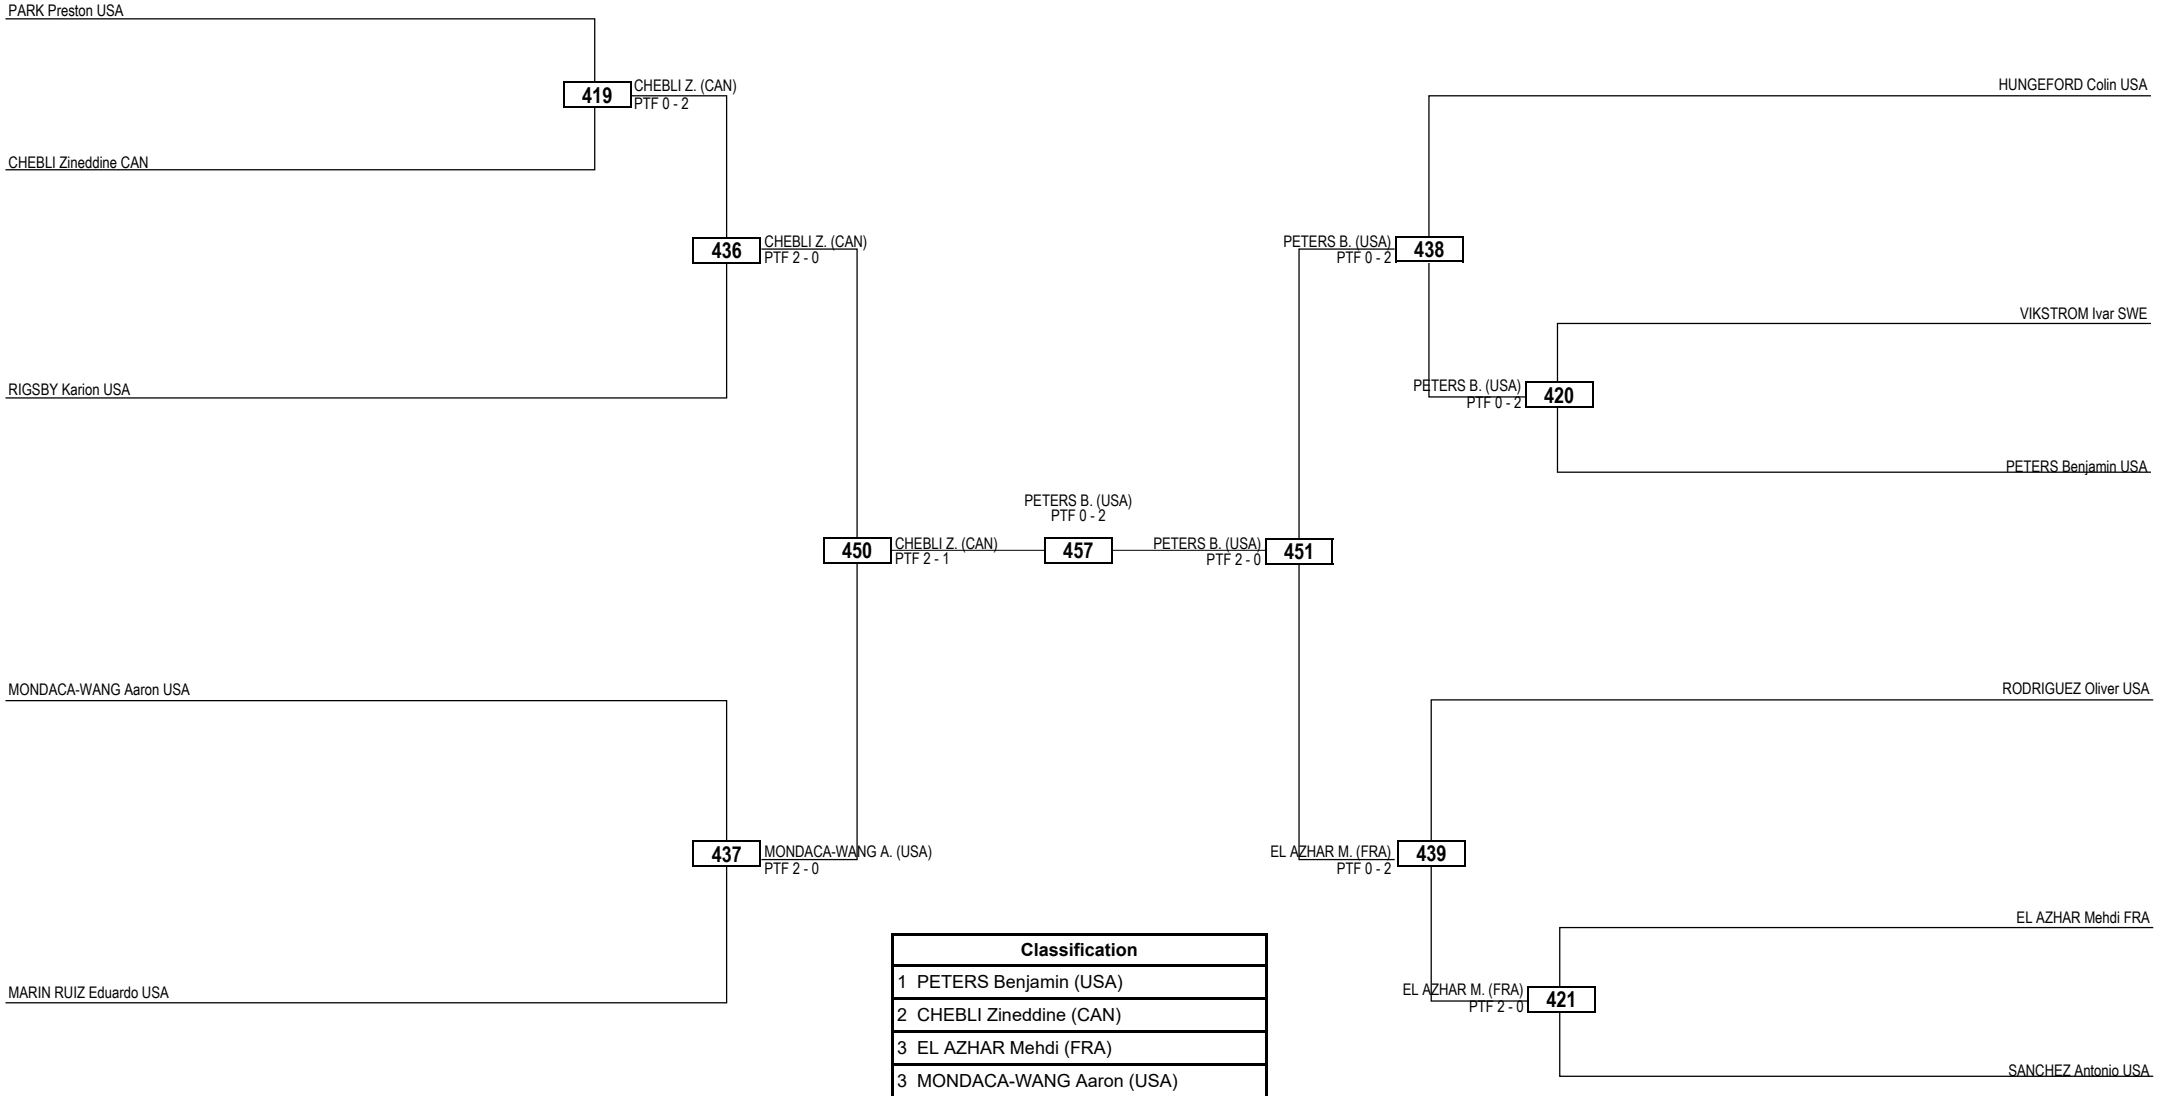 PARK Preston USA
419
CHEBLI Z. (CAN)
PTF 0 - 2
CHEBLI Zineddine CAN
436
CHEBLI Z. (CAN)
PTF 2 - 0
RIGSBY Karion USA
450
CHEBLI Z. (CAN)
PTF 2 - 1
MONDACA-WANG Aaron USA
437
MONDACA-WANG A. (USA)
PTF 2 - 0
MARIN RUIZ Eduardo USA
PETERS B. (USA)
PTF 0 - 2
457
HUNGEFORD Colin USA
PETERS B. (USA)
PTF 0 - 2
438
VIKSTROM Ivar SWE
PETERS B. (USA)
PTF 0 - 2
420
PETERS Benjamin USA
PETERS B. (USA)
PTF 2 - 0
451
RODRIGUEZ Oliver USA
EL AZHAR M. (FRA)
PTF 0 - 2
439
EL AZHAR Mehdi FRA
EL AZHAR M. (FRA)
PTF 2 - 0
421
SANCHEZ Antonio USA
Classification
1 PETERS Benjamin (USA)
2 CHEBLI Zineddine (CAN)
3 EL AZHAR Mehdi (FRA)
3 MONDACA-WANG Aaron (USA)